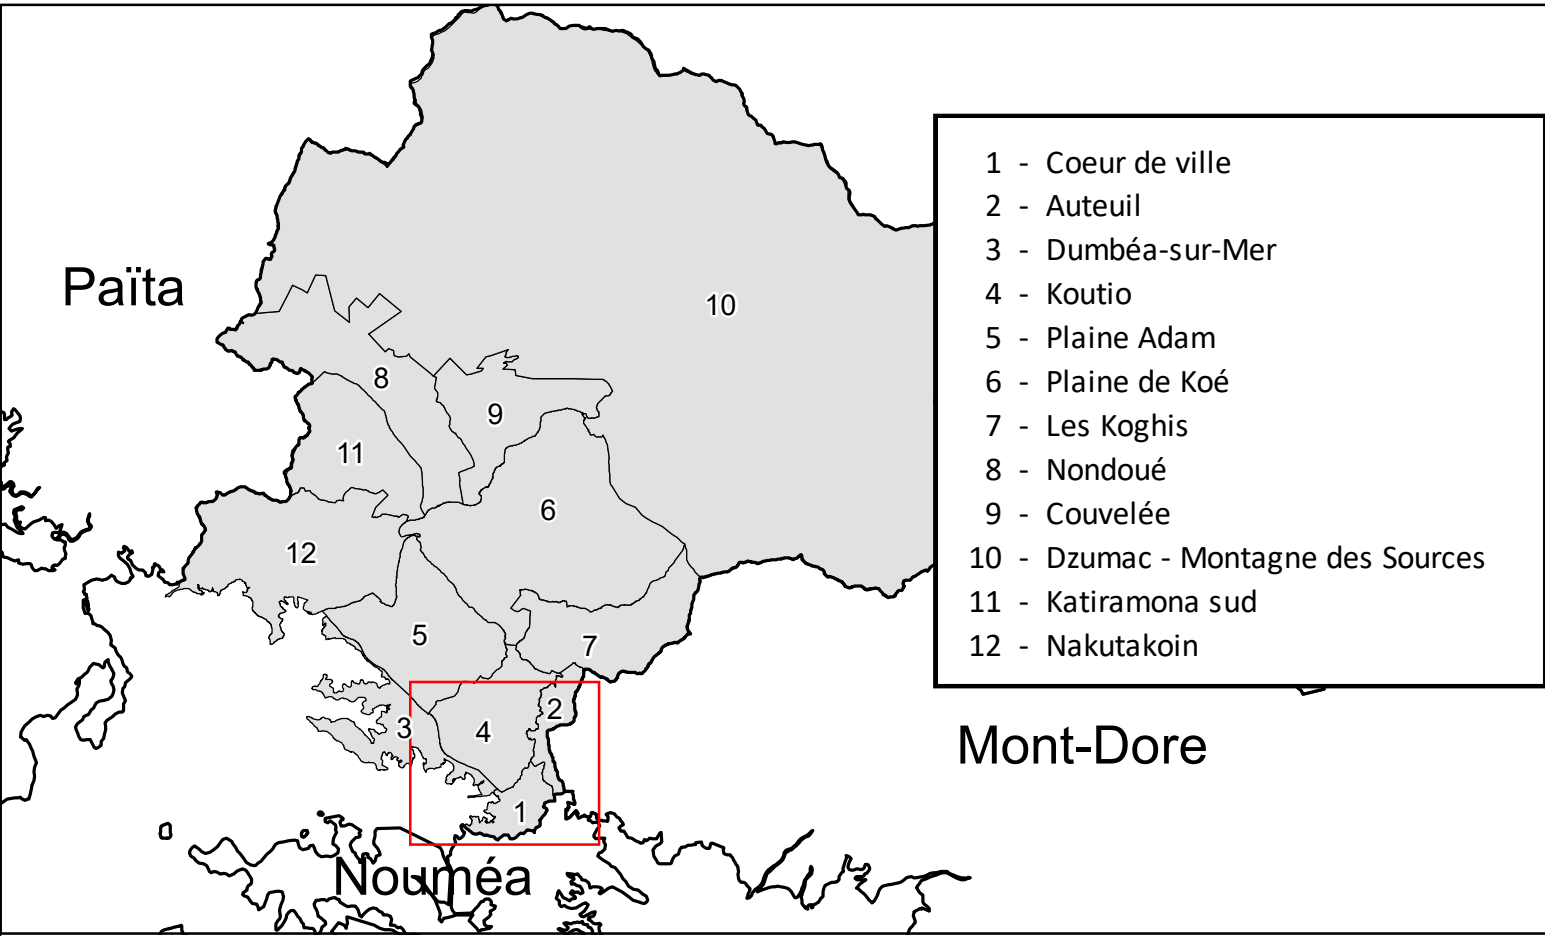 Païta
10
8
9
11
6
12
5
7
2
3
4
1
Nouméa
Mont-Dore
1 - Coeur de ville
2 - Auteuil
3 - Dumbéa-sur-Mer
4 - Koutio
5 - Plaine Adam
6 - Plaine de Koé
7 - Les Koghis
8 - Nondoué
9 - Couvelée
10 - Dzumac - Montagne des Sources
11 - Katiramona sud
12 - Nakutakoin